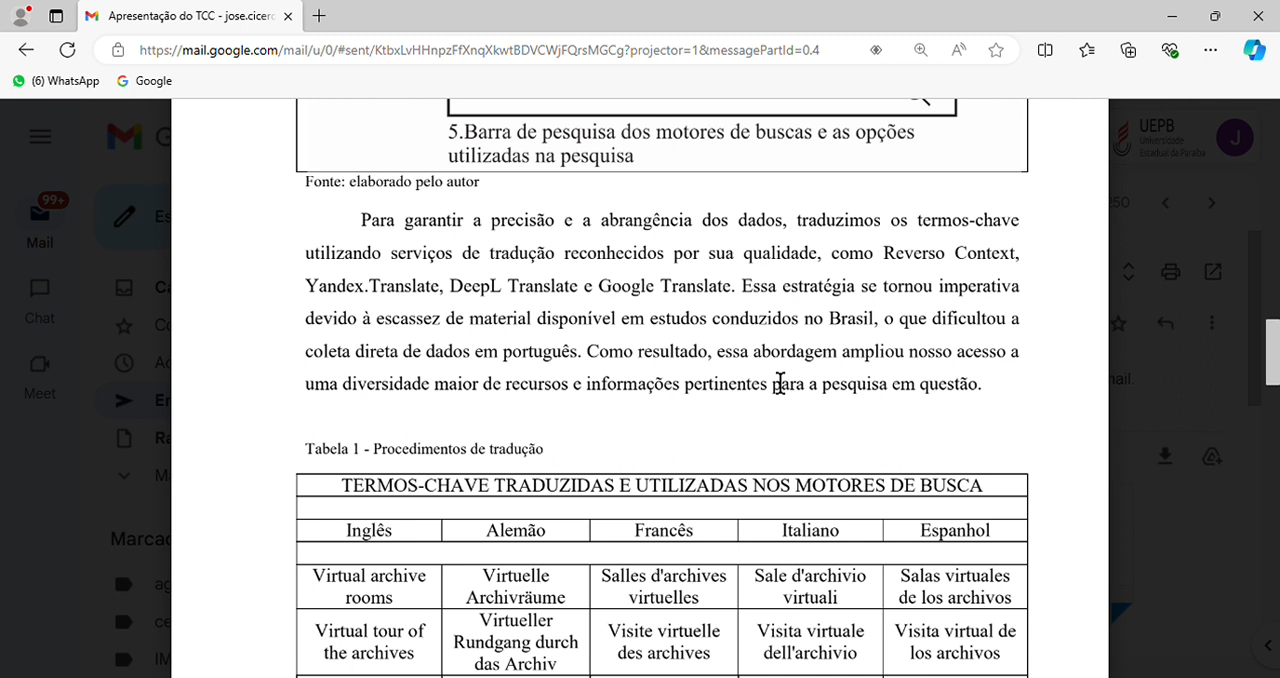 Apresentação do TCC - jose.cicerc
https://mail.google.com/mail/u/0/#sent/KtbxLvHHnpzFfXnqXkwtBDVCWjFQrsMGCg?projector=1&messagePartId=0.4
(6) WhatsApp
Google
5.Barra de pesquisa dos motores de buscas e as opções
utilizadas na pesquisa
Fonte: elaborado pelo autor
Para garantir a precisão e a abrangência dos dados, traduzimos os termos-chave
utilizando serviços de tradução reconhecidos por sua qualidade, como Reverso Context,
Yandex.Translate, DeepL Translate e Google Translate. Essa estratégia se tornou imperativa
devido à escassez de material disponível em estudos conduzidos no Brasil, o que dificultou a
coleta direta de dados em português. Como resultado, essa abordagem ampliou nosso acesso a
uma diversidade maior de recursos e informações pertinentes para a pesquisa em questão.
Tabela 1 - Procedimentos de tradução
TERMOS-CHAVE TRADUZIDAS E UTILIZADAS NOS MOTORES DE BUSCA
Inglês Alemão Francês Italiano Espanhol
Virtual archive Virtuelle Salles d'archives Sale d'archivio Salas virtuales
rooms Archivräume virtuelles virtuali de los archivos
Virtual tour of the archives
Virtueller Rundgang durch das Archiv
Visite virtuelle des archives
Visita virtuale dell'archivio
Visita virtual de los archivos
99+
Mail
Chat
Meet
Marcad
UEPB
Universidade
Estadual da Paraíba
J